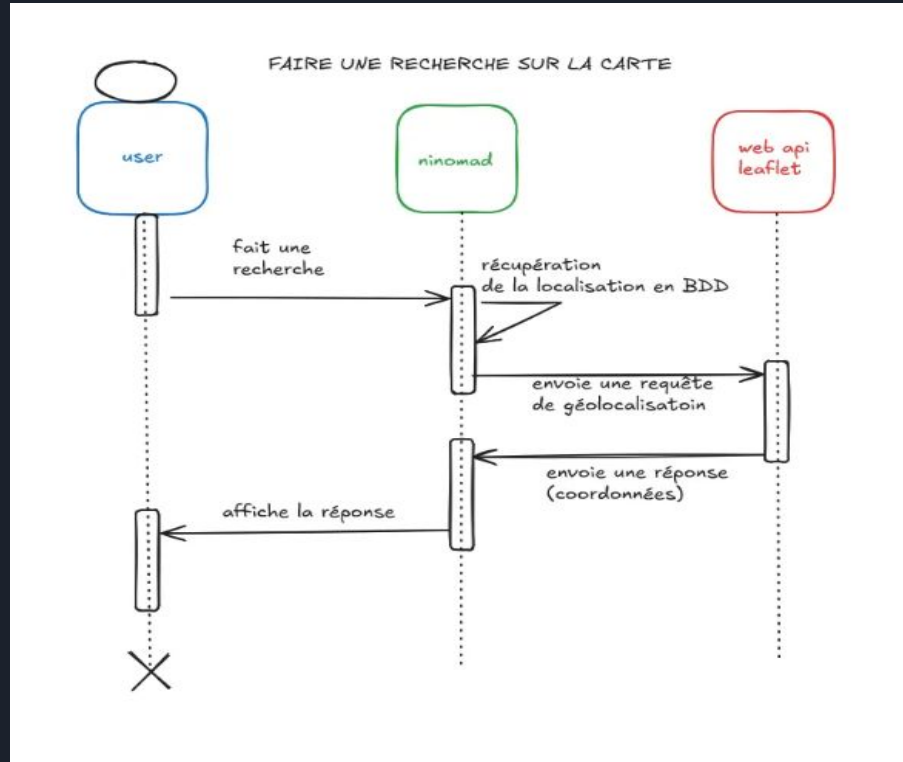 FAIRE UNE RECHERCHE SUR LA CARTE
user
ninomad
web api
leaflet
fait une
recherche
récupération
de la localisation en BDD
envoie une requête
de géolocalisatoin
envoie une réponse
(coordonnées)
affiche la réponse